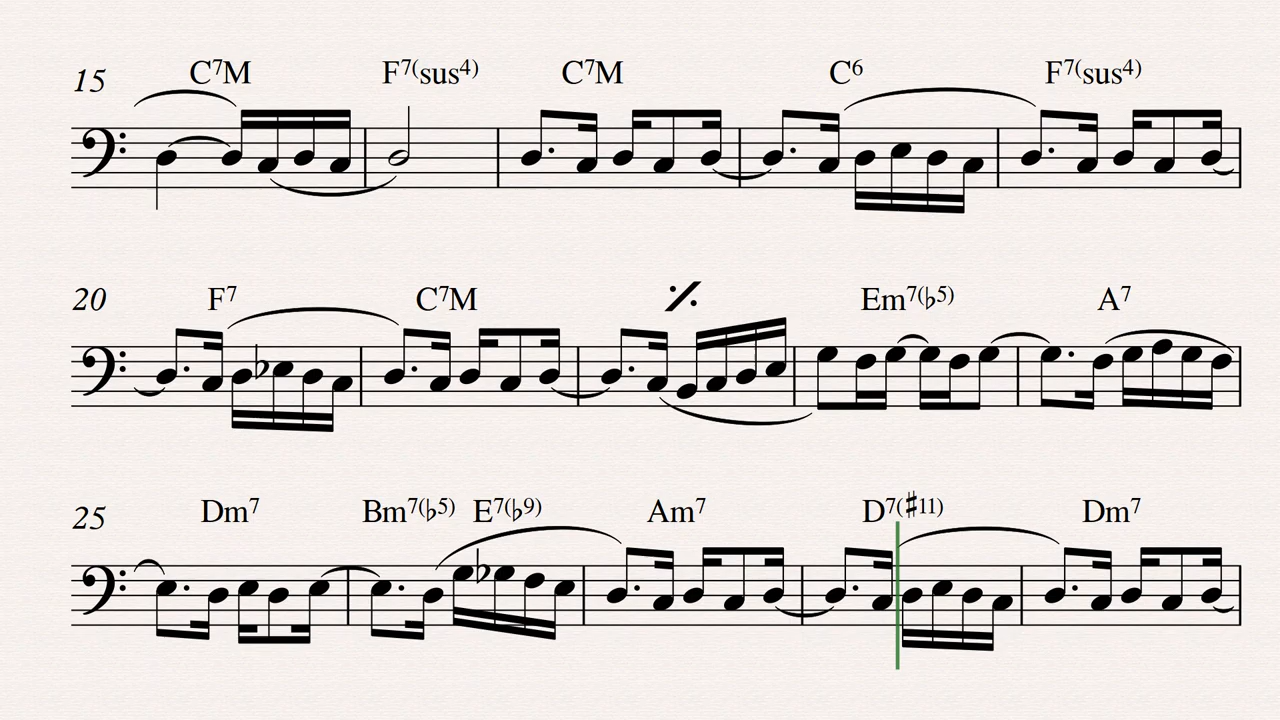 C7M F7(sus4) C7M C6 F7(sus4)
15
F7 C7M Em7(♭5) A7
20
Dm7 Bm7(♭5) E7(♭9) Am7 D7(♯11) Dm7
25